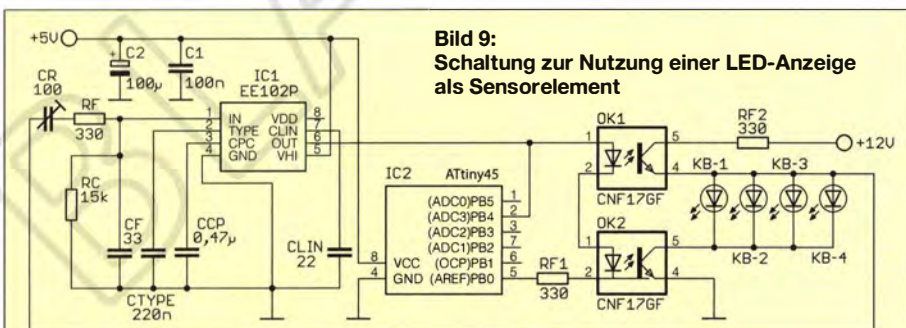 Bild 9:
Schaltung zur Nutzung einer LED-Anzeige
als Sensorelement
+5V
C2
+
100µ
C1
100n
CR
100
RF
330
IC1
EE102P
1
2
3
4
IN
TYPE
CPC
GND
VDD
CLIN
OUT
VHI
8
7
6
5
RC
15k
CF
33
CCP
0,47µ
CTYPE
220n
CLIN
22
IC2
ATtiny45
8
4
VCC
GND
(ADC0)PB5
(ADC3)PB4
(ADC2)PB3
(ADC1)PB2
(OCP)PB1
(AREF)PB0
1
2
3
7
6
5
RF1
330
OK1
1
2
5
4
CNF17GF
OK2
1
2
5
4
CNF17GF
RF2
330
+12V
KB-1
KB-3
KB-2
KB-4